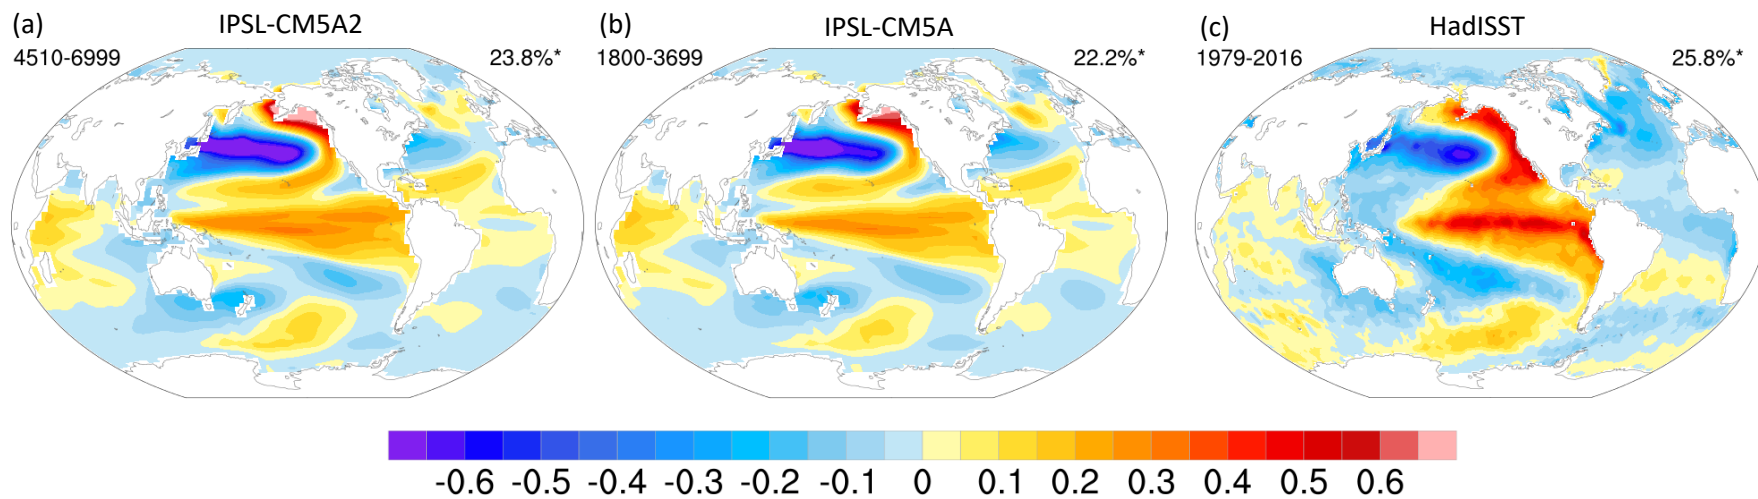 (a) IPSL-CM5A2
4510-6999 23.8%*
(b) IPSL-CM5A
1800-3699 22.2%*
(c) HadISST
1979-2016 25.8%*
-0.6 -0.5 -0.4 -0.3 -0.2 -0.1 0 0.1 0.2 0.3 0.4 0.5 0.6